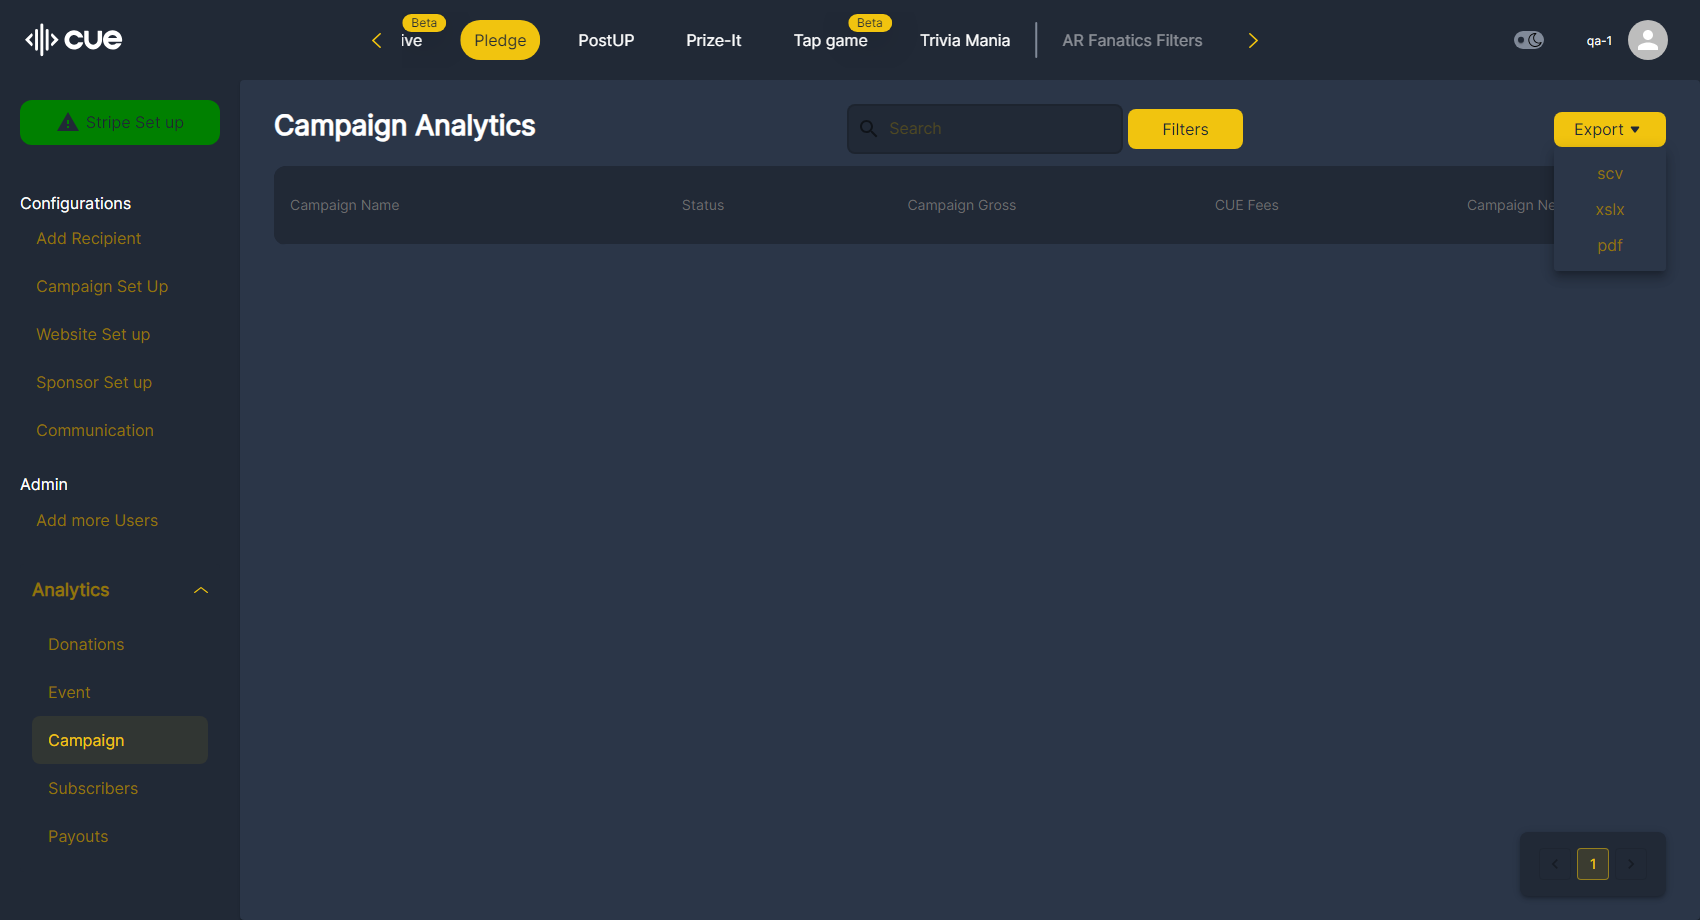 cue
Beta
ive
Pledge
PostUP
Prize-It
Beta
Tap game
Trivia Mania
AR Fanatics Filters
qa-1
Stripe Set up
Configurations
Add Recipient
Campaign Set Up
Website Set up
Sponsor Set up
Communication
Admin
Add more Users
Analytics
Donations
Event
Campaign
Subscribers
Payouts
Campaign Analytics
Search
Filters
Export
scv
xslx
pdf
Campaign Name
Status
Campaign Gross
CUE Fees
Campaign Ne
1